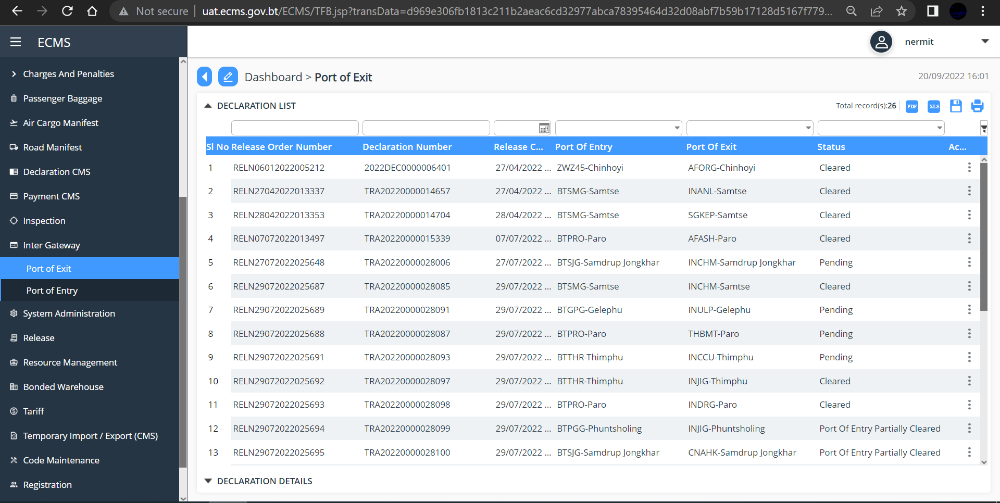 Not secure | uat.ecms.gov.bt/ECMS/TFB.jsp?transData=d969e306fb1813c211b2aeac6cd32977abca78395464d32d08abf7b59b17128d5167f779...
ECMS
nermit
Charges And Penalties
Passenger Baggage
Air Cargo Manifest
Road Manifest
Declaration CMS
Payment CMS
Inspection
Inter Gateway
Port of Exit
Port of Entry
System Administration
Release
Resource Management
Bonded Warehouse
Tariff
Temporary Import / Export (CMS)
Code Maintenance
Registration
Dashboard > Port of Exit
20/09/2022 16:01
DECLARATION LIST
Total record(s):26
PDF
XLS
Sl No Release Order Number Declaration Number Release C... Port Of Entry Port Of Exit Status Ac...
1 RELN06012022005212 2022DEC0000006401 27/04/2022 ... ZWZ45-Chinhoyi AFORG-Chinhoyi Cleared
2 RELN27042022013337 TRA20220000014657 27/04/2022 ... BTSMG-Samtse INANL-Samtse Cleared
3 RELN28042022013353 TRA20220000014704 28/04/2022 ... BTSMG-Samtse SGKEP-Samtse Cleared
4 RELN07072022013497 TRA20220000015339 07/07/2022 ... BTPRO-Paro AFASH-Paro Cleared
5 RELN27072022025648 TRA20220000028006 27/07/2022 ... BTSJG-Samdrup Jongkhar INCHM-Samdrup Jongkhar Pending
6 RELN29072022025687 TRA20220000028085 29/07/2022 ... BTSMG-Samtse INCHM-Samtse Cleared
7 RELN29072022025689 TRA20220000028091 29/07/2022 ... BTGPG-Gelephu INULP-Gelephu Pending
8 RELN29072022025688 TRA20220000028087 29/07/2022 ... BTPRO-Paro THBMT-Paro Pending
9 RELN29072022025691 TRA20220000028093 29/07/2022 ... BTTHR-Thimphu INCCU-Thimphu Pending
10 RELN29072022025692 TRA20220000028097 29/07/2022 ... BTTHR-Thimphu INJIG-Thimphu Cleared
11 RELN29072022025693 TRA20220000028098 29/07/2022 ... BTPRO-Paro INDRG-Paro Cleared
12 RELN29072022025694 TRA20220000028099 29/07/2022 ... BTPGG-Phuntsholing INJIG-Phuntsholing Port Of Entry Partially Cleared
13 RELN29072022025695 TRA20220000028100 29/07/2022 ... BTSJG-Samdrup Jongkhar CNAHK-Samdrup Jongkhar Port Of Entry Partially Cleared
DECLARATION DETAILS